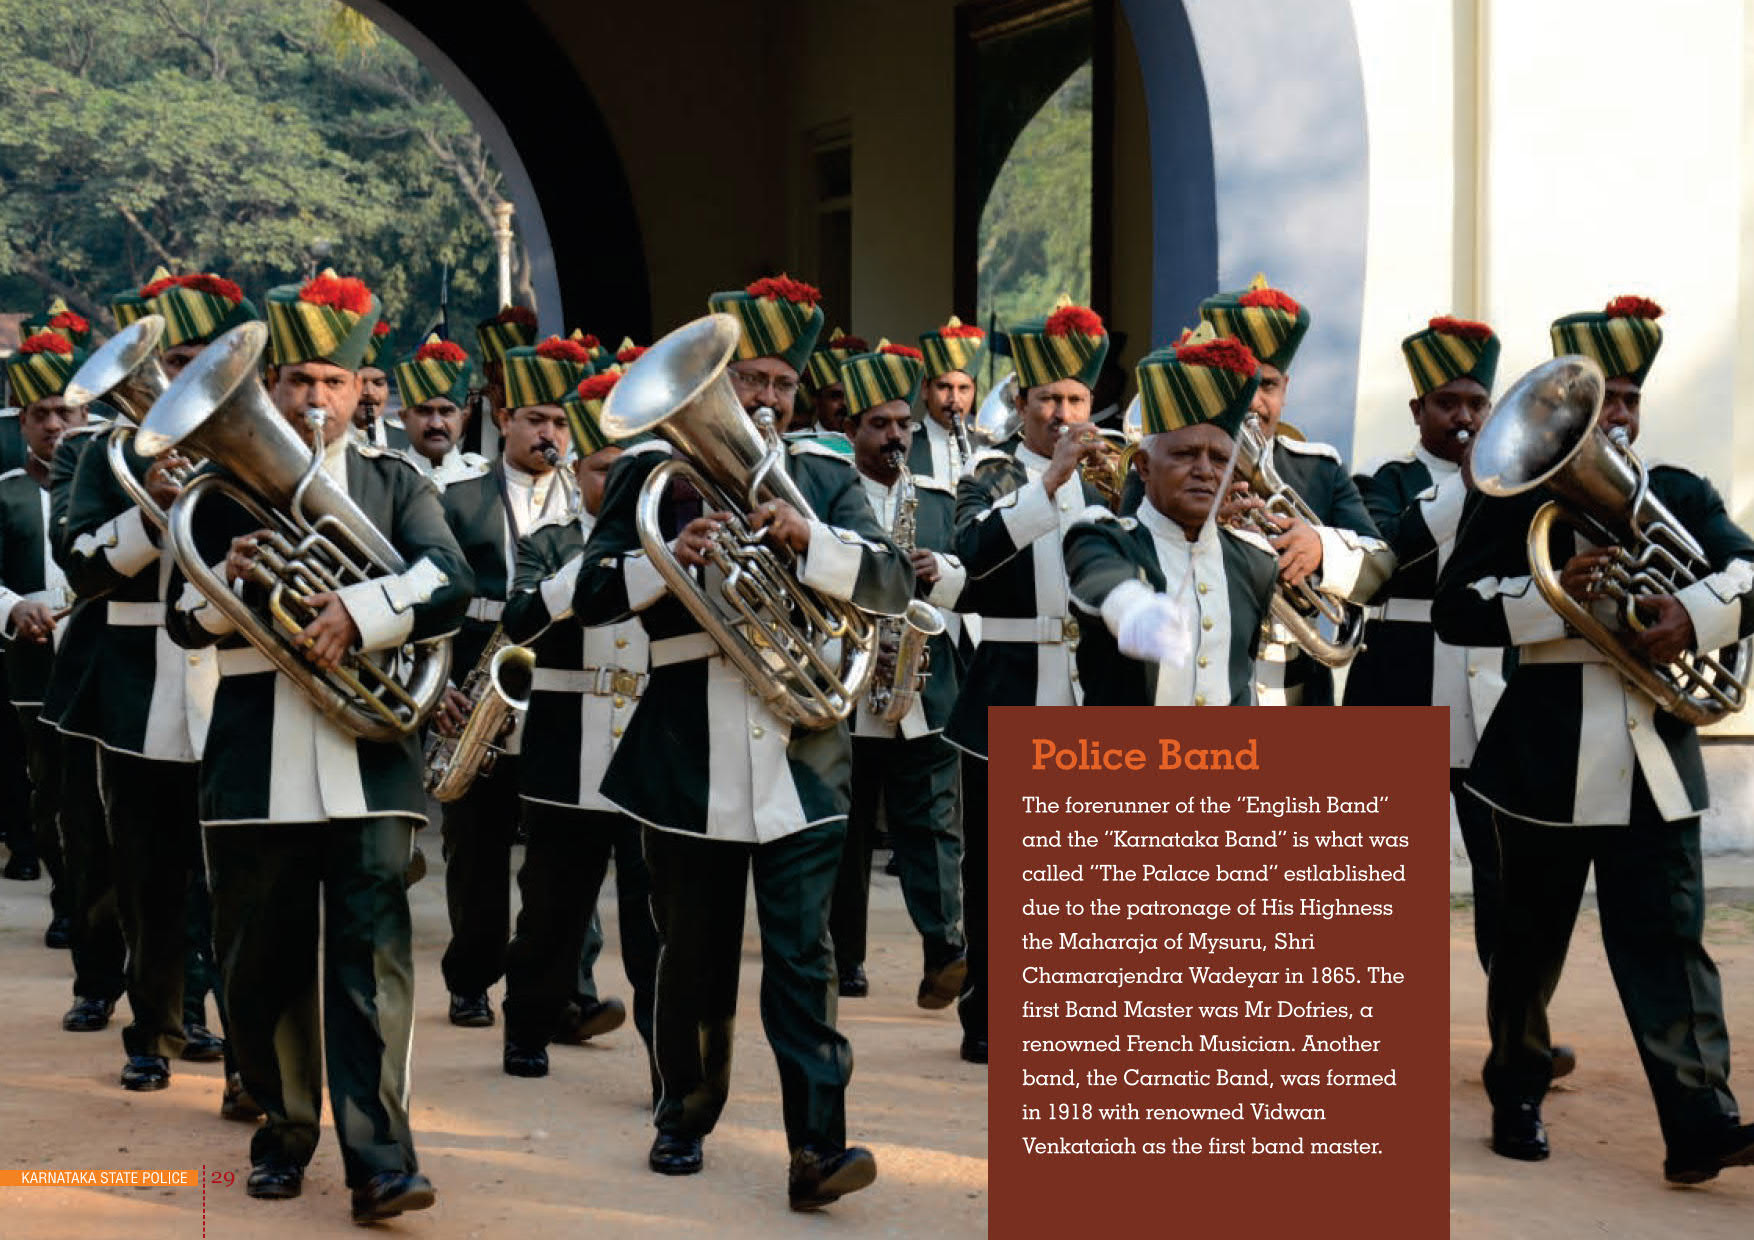 Police Band
The forerunner of the "English Band"
and the "Karnataka Band" is what was
called "The Palace band" estlablished
due to the patronage of His Highness
the Maharaja of Mysuru, Shri
Chamarajendra Wadeyar in 1865. The
first Band Master was Mr Dofries, a
renowned French Musician. Another
band, the Carnatic Band, was formed
in 1918 with renowned Vidwan
Venkataiah as the first band master.
KARNATAKA STATE POLICE 29